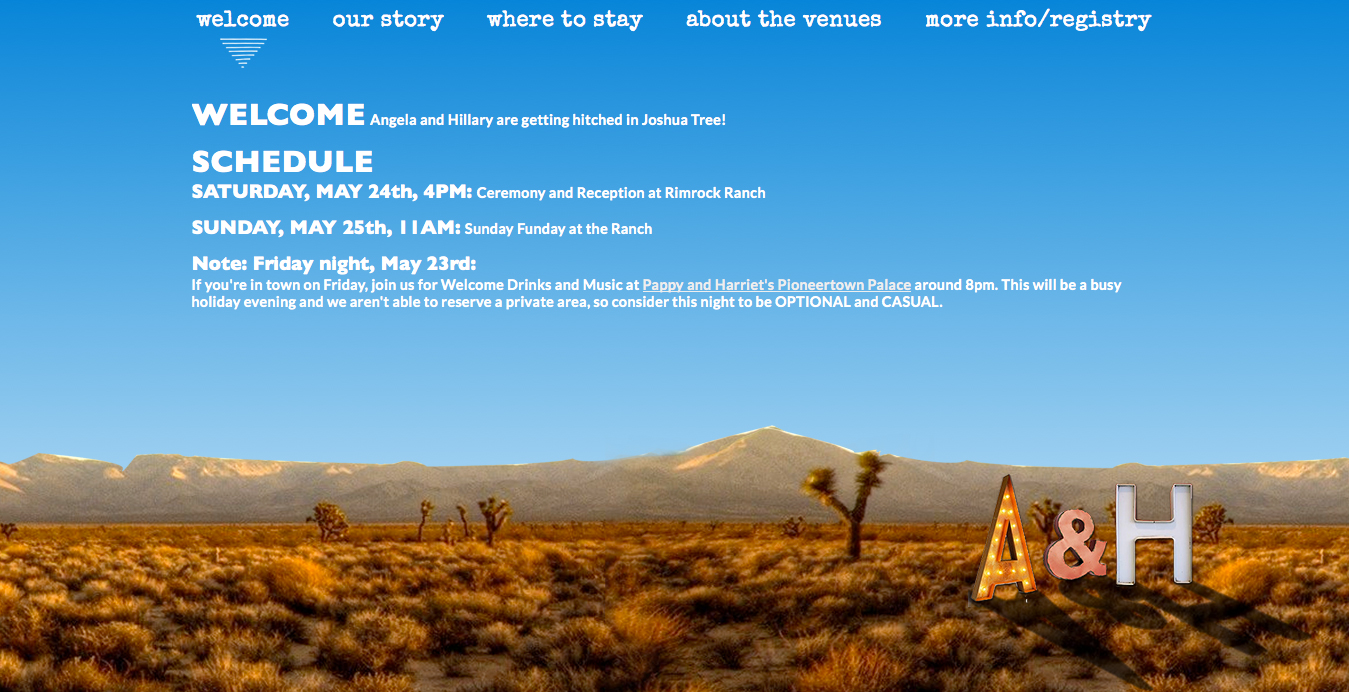 welcome our story where to stay about the venues more info/registry
WELCOME Angela and Hillary are getting hitched in Joshua Tree!
SCHEDULE
SATURDAY, MAY 24th, 4PM: Ceremony and Reception at Rimrock Ranch
SUNDAY, MAY 25th, 11AM: Sunday Funday at the Ranch
Note: Friday night, May 23rd:
If you're in town on Friday, join us for Welcome Drinks and Music at Pappy and Harriet's Pioneertown Palace around 8pm. This will be a busy
holiday evening and we aren't able to reserve a private area, so consider this night to be OPTIONAL and CASUAL.
A & H